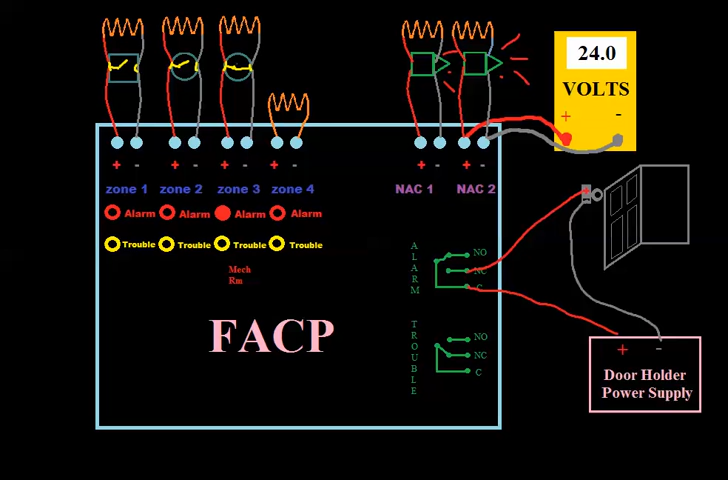 24.0
VOLTS
+ -
+ - + - + - + - + - + -
zone 1 zone 2 zone 3 zone 4 NAC 1 NAC 2
Alarm Alarm Alarm Alarm
Trouble Trouble Trouble Trouble
Mech
Rm
FACP
ALARM
NO
NC
C
TROUBLE
NO
NC
C
+ -
Door Holder
Power Supply